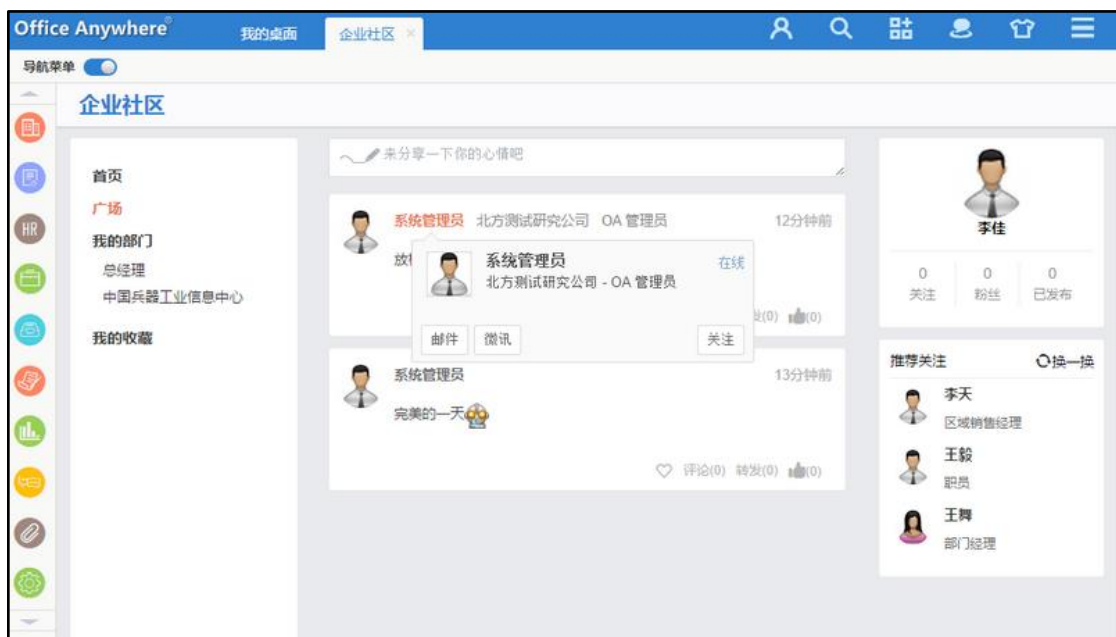 Office Anywhere®
我的桌面
企业社区 ×
导航菜单
企业社区
首页
广场
我的部门
总经理
中国兵器工业信息中心
我的收藏
来分享一下你的心情吧
系统管理员 北方测试研究公司 OA 管理员 12分钟前
系统管理员 在线
北方测试研究公司 - OA 管理员
(0) (0)
邮件 微讯 关注
系统管理员 13分钟前
完美的一天
评论(0) 转发(0) (0)
李佳
0 0 0
关注 粉丝 已发布
推荐关注 换一换
李天
区域销售经理
王毅
职员
王舞
部门经理
HR